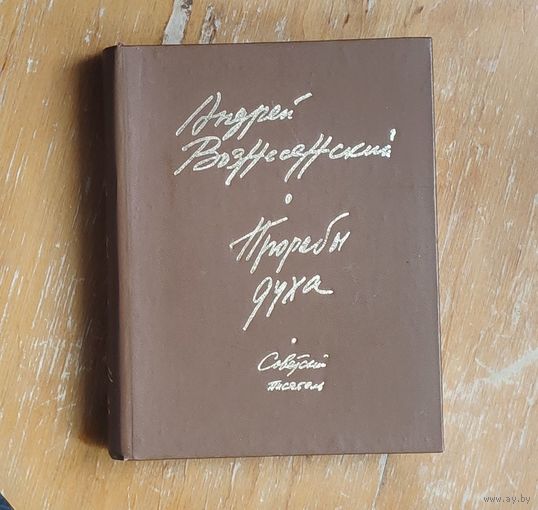 Андрей
Вознесенский
Прорабы
духа
Советский
писатель
www.ay.by